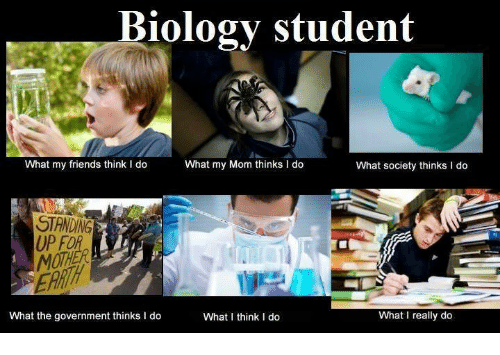 Biology student
What my friends think I do
What my Mom thinks I do
What society thinks I do
STANDING
UP FOR
MOTHER
EARTH
What the government thinks I do
What I think I do
What I really do